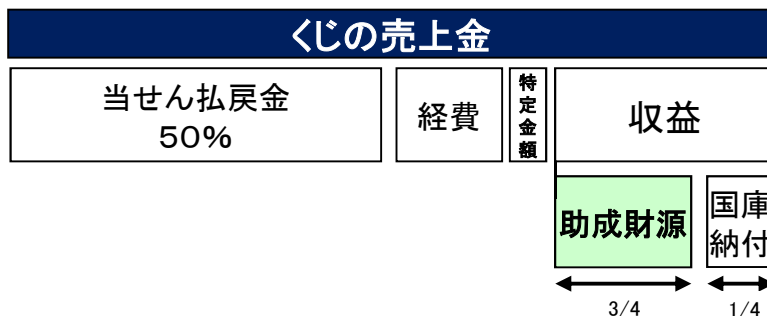 くじの売上金
当せん払戻金
50%
経費
特定金額
収益
助成財源
国庫
納付
3/4
1/4